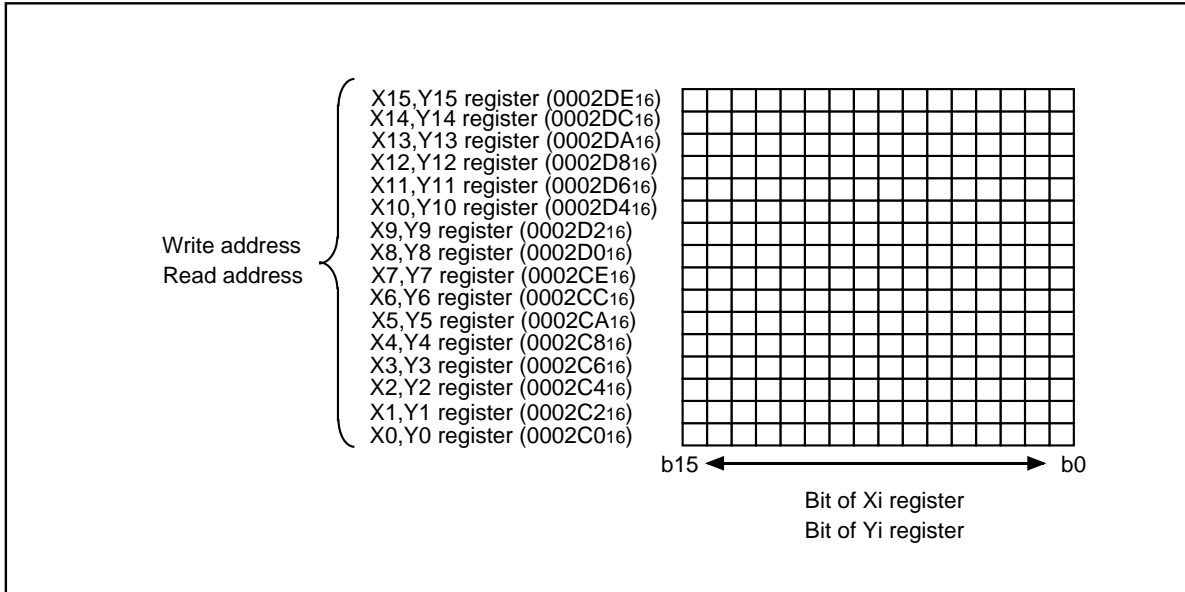 X15,Y15 register (0002DE16)
X14,Y14 register (0002DC16)
X13,Y13 register (0002DA16)
X12,Y12 register (0002D816)
X11,Y11 register (0002D616)
X10,Y10 register (0002D416)
X9,Y9 register (0002D216)
X8,Y8 register (0002D016)
X7,Y7 register (0002CE16)
X6,Y6 register (0002CC16)
X5,Y5 register (0002CA16)
X4,Y4 register (0002C816)
X3,Y3 register (0002C616)
X2,Y2 register (0002C416)
X1,Y1 register (0002C216)
X0,Y0 register (0002C016)
Write address
Read address
b15 b0
Bit of Xi register
Bit of Yi register